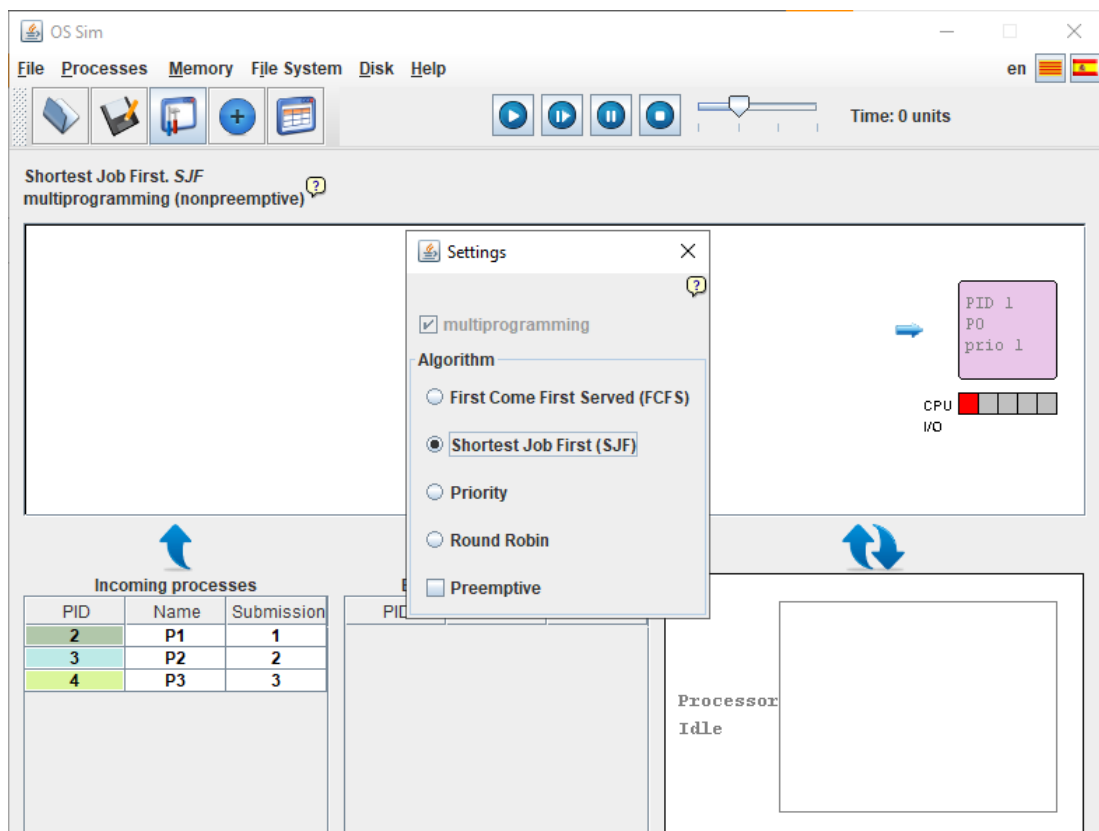 OS Sim
File Processes Memory File System Disk Help
en
Time: 0 units
Shortest Job First. SJF
multiprogramming (nonpreemptive)
?
Settings
?
multiprogramming
Algorithm
First Come First Served (FCFS)
Shortest Job First (SJF)
Priority
Round Robin
Preemptive
PID 1
P0
prio 1
CPU
I/O
Incoming processes
PID Name Submission
2 P1 1
3 P2 2
4 P3 3
Processor
Idle